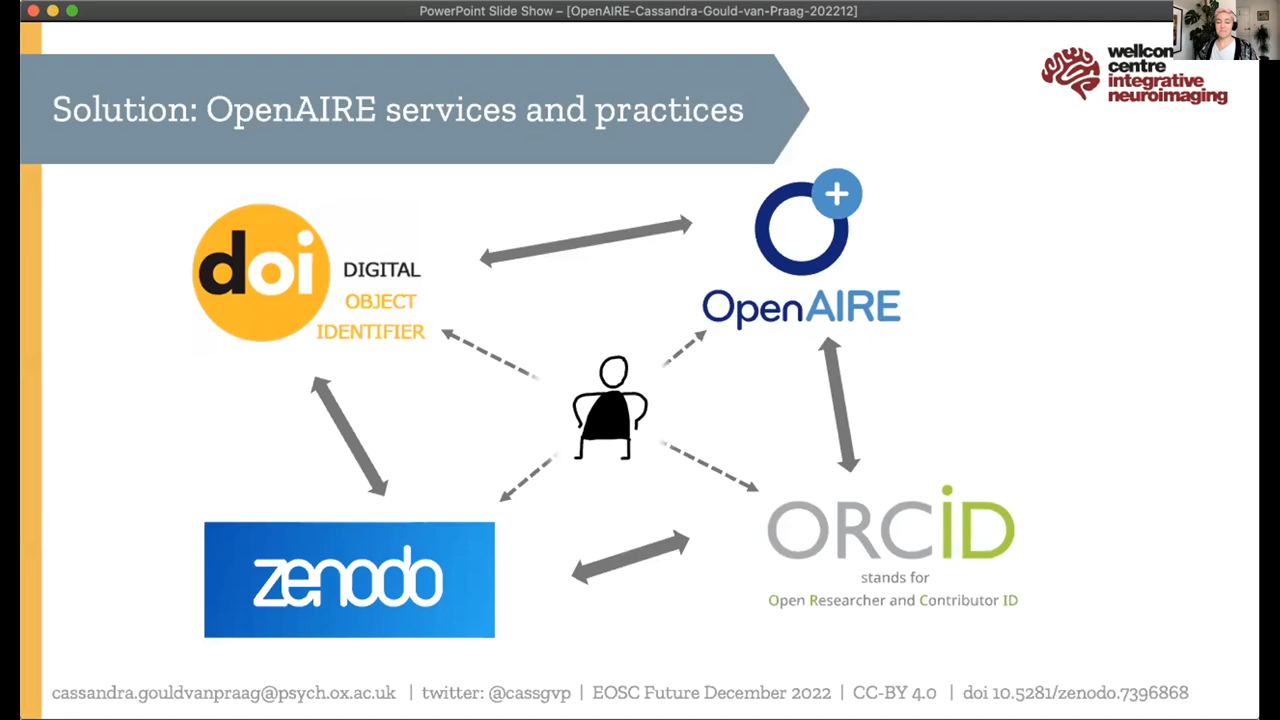 PowerPoint Slide Show – [OpenAIRE-Cassandra-Gould-van-Praag-202212]
wellcon
centre
integrative
neuroimaging
Solution: OpenAIRE services and practices
doi
DIGITAL
OBJECT
IDENTIFIER
OpenAIRE
zenodo
ORCiD
stands for
Open Researcher and Contributor ID
cassandra.gouldvanpraag@psych.ox.ac.uk | twitter: @cassgvp | EOSC Future December 2022 | CC-BY 4.0 | doi 10.5281/zenodo.7396868